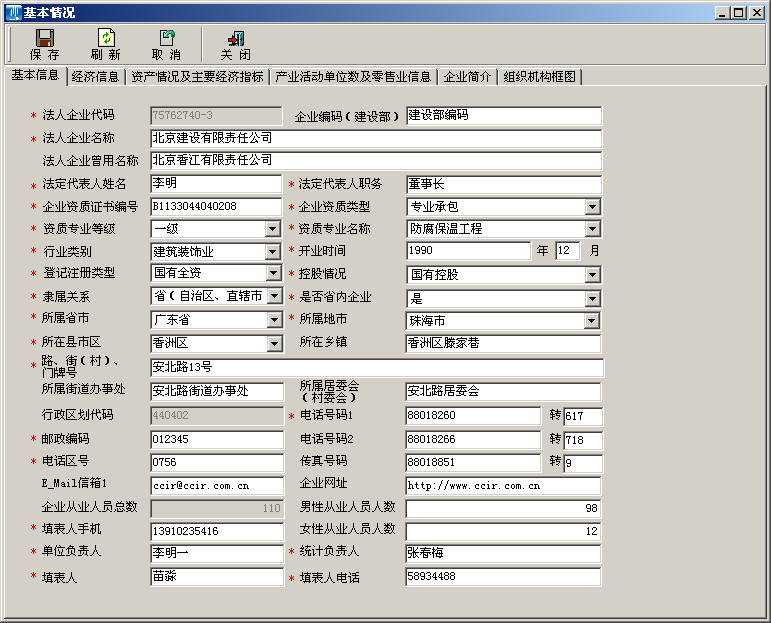 基本情况
保 存 刷 新 取 消 关 闭
基本信息 经济信息 资产情况及主要经济指标 产业活动单位数及零售业信息 企业简介 组织机构框图
* 法人企业代码 75762740-3 企业编码(建设部) 建设部编码
* 法人企业名称 北京建设有限责任公司
法人企业曾用名称 北京香江有限责任公司
* 法定代表人姓名 李明 * 法定代表人职务 董事长
* 企业资质证书编号 B1133044040208 * 企业资质类型 专业承包
* 资质专业等级 一级 * 资质专业名称 防腐保温工程
* 行业类别 建筑装饰业 * 开业时间 1990 年 12 月
* 登记注册类型 国有全资 * 控股情况 国有控股
* 隶属关系 省(自治区、直辖市 * 是否省内企业 是
* 所属省市 广东省 * 所属地市 珠海市
* 所在县市区 香洲区 所在乡镇 香洲区滕家巷
* 路、街(村)、
门牌号 安北路13号
所属街道办事处 安北路街道办事处 所属居委会
(村委会) 安北路居委会
行政区划代码 440402 * 电话号码1 88018260 转 617
* 邮政编码 012345 电话号码2 88018266 转 718
* 电话区号 0756 传真号码 88018851 转 9
E_Mail信箱1 ccir@ccir.com.cn 企业网址 http://www.ccir.com.cn
企业从业人员总数 110 男性从业人员人数 98
* 填表人手机 13910235416 女性从业人员人数 12
* 单位负责人 李明一 * 统计负责人 张春梅
* 填表人 苗淼 * 填表人电话 58934488